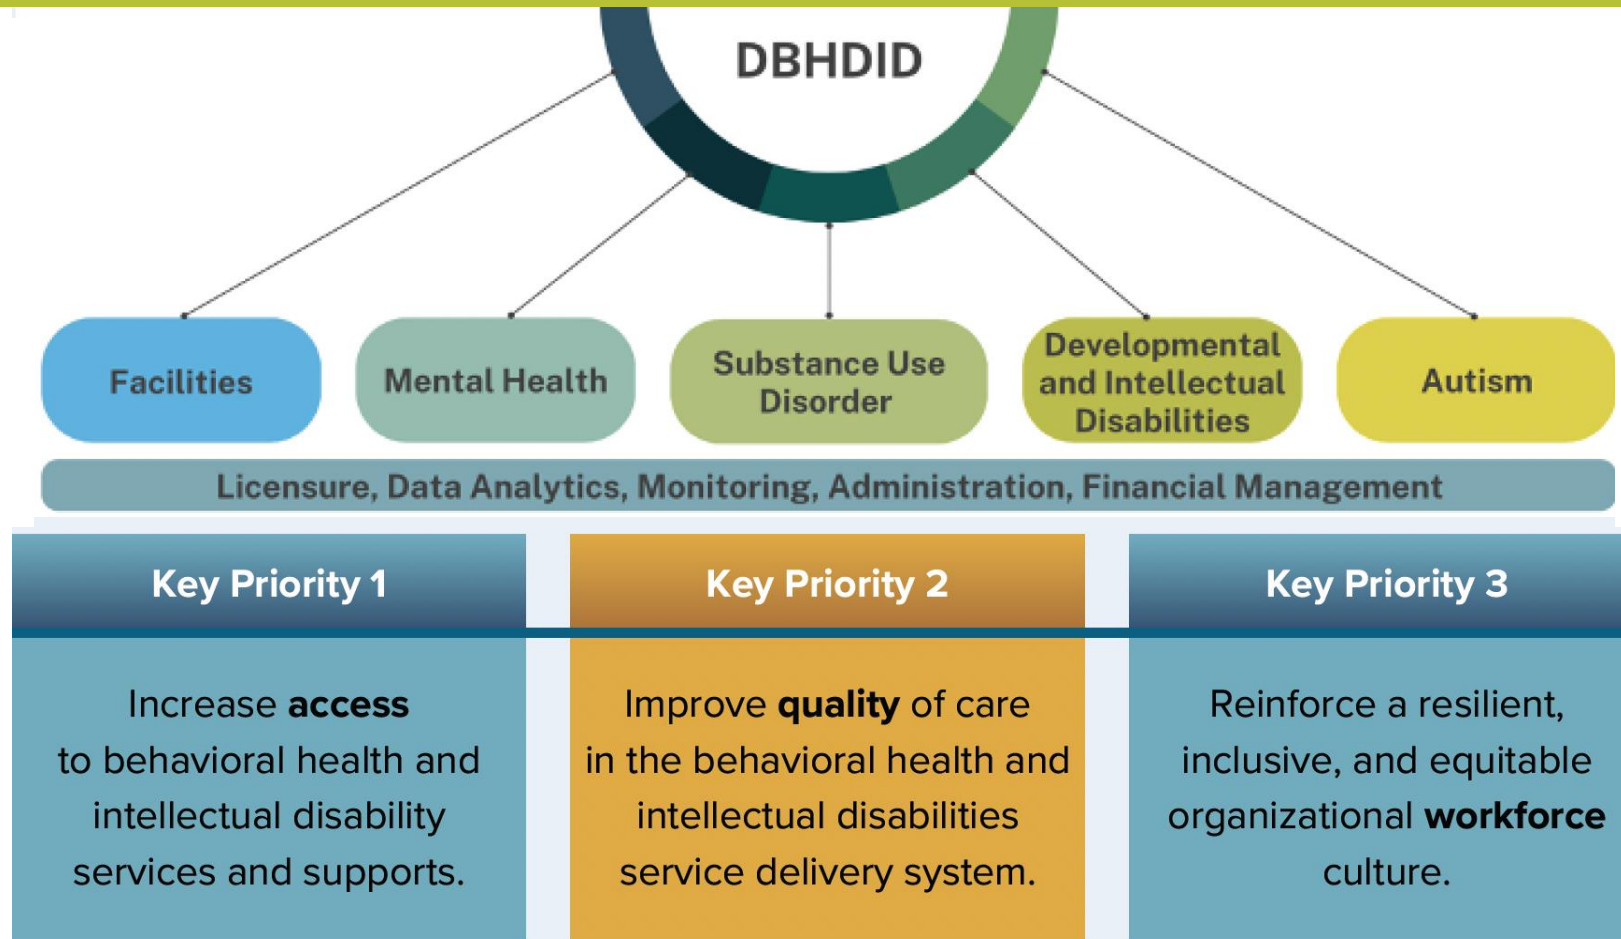 DBHDID
Facilities
Mental Health
Substance Use
Disorder
Developmental
and Intellectual
Disabilities
Autism
Licensure, Data Analytics, Monitoring, Administration, Financial Management
Key Priority 1
Increase access
to behavioral health and
intellectual disability
services and supports.
Key Priority 2
Improve quality of care
in the behavioral health and
intellectual disabilities
service delivery system.
Key Priority 3
Reinforce a resilient,
inclusive, and equitable
organizational workforce
culture.